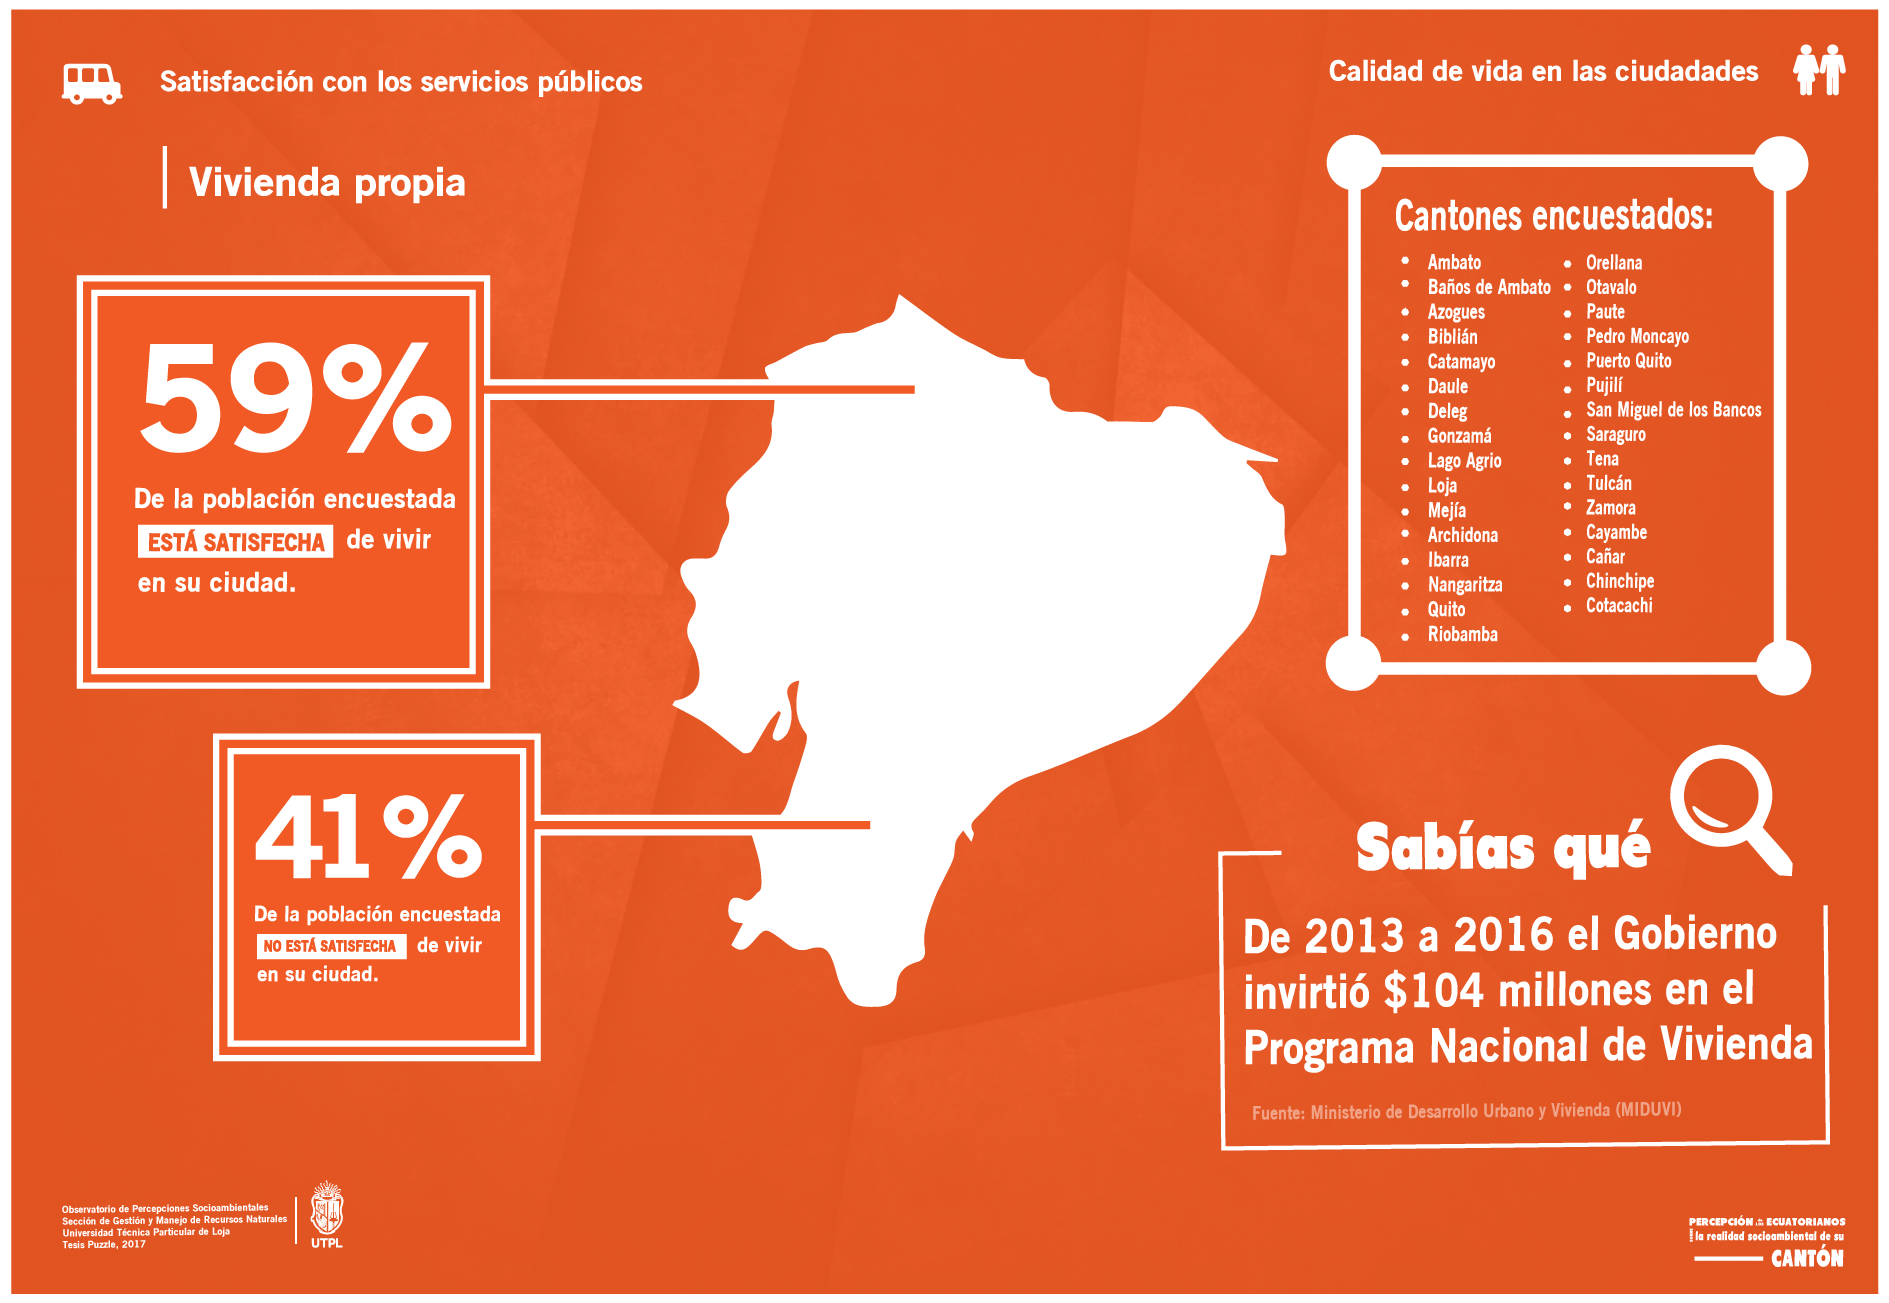 Satisfacción con los servicios públicos
Vivienda propia
59%
De la población encuestada
ESTÁ SATISFECHA de vivir
en su ciudad.
41%
De la población encuestada
NO ESTÁ SATISFECHA de vivir
en su ciudad.
Calidad de vida en las ciudadades
Cantones encuestados:
Ambato
Baños de Ambato
Azogues
Biblián
Catamayo
Daule
Deleg
Gonzamá
Lago Agrio
Loja
Mejía
Archidona
Ibarra
Nangaritza
Quito
Riobamba
Orellana
Otavalo
Paute
Pedro Moncayo
Puerto Quito
Pujilí
San Miguel de los Bancos
Saraguro
Tena
Tulcán
Zamora
Cayambe
Cañar
Chinchipe
Cotacachi
Sabías qué
De 2013 a 2016 el Gobierno
invirtió $104 millones en el
Programa Nacional de Vivienda
Fuente: Ministerio de Desarrollo Urbano y Vivienda (MIDUVI)
Observatorio de Percepciones Socioambientales
Sección de Gestión y Manejo de Recursos Naturales
Universidad Técnica Particular de Loja
Tesis Puzzle, 2017
UTPL
PERCEPCIÓN DE LOS ECUATORIANOS
SOBRE la realidad socioambiental de su
CANTÓN